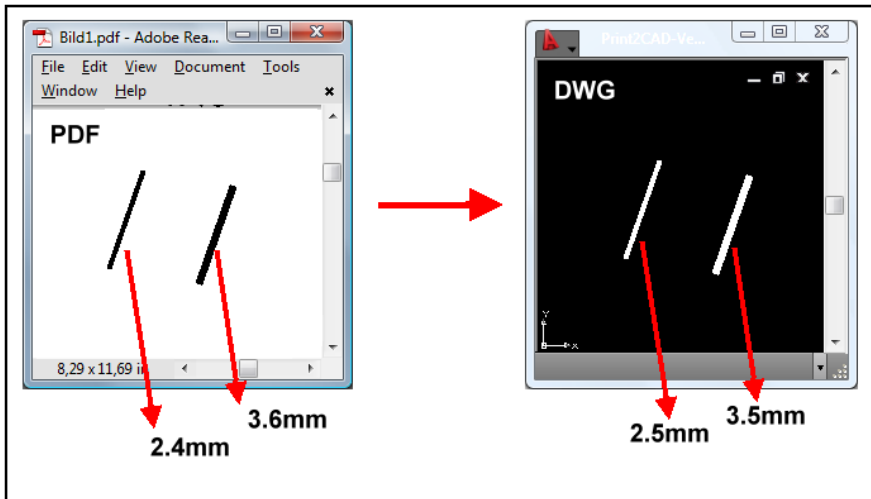 Bild1.pdf - Adobe Rea...
File Edit View Document Tools
Window Help
PDF
8,29 x 11,69 in
2.4mm
3.6mm
Print2CAD-Ve...
DWG
Y
X
2.5mm
3.5mm